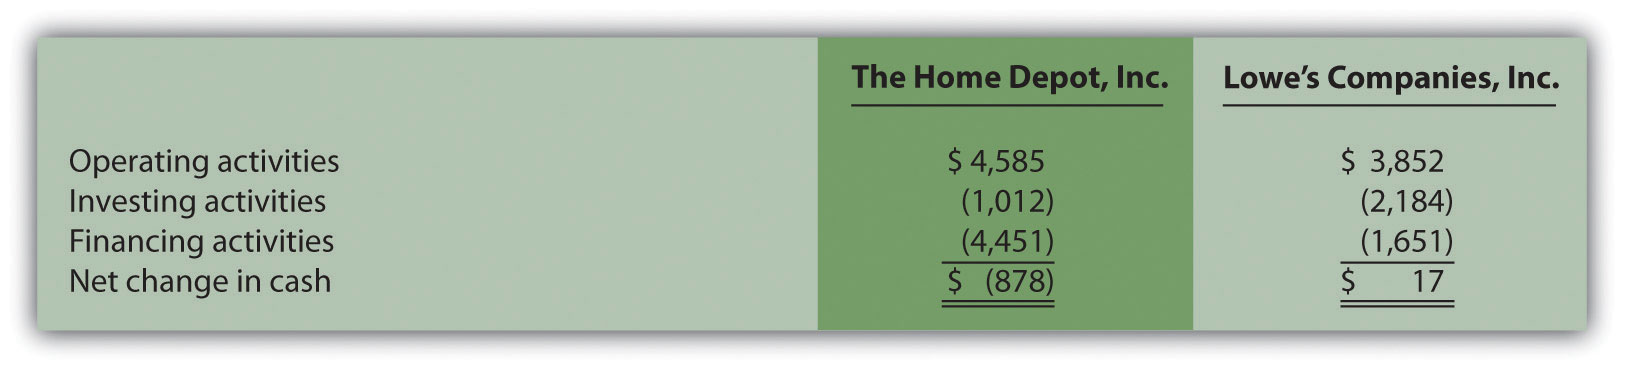 The Home Depot, Inc. Lowe’s Companies, Inc.
Operating activities $ 4,585 $ 3,852
Investing activities (1,012) (2,184)
Financing activities (4,451) (1,651)
Net change in cash $ (878) $ 17